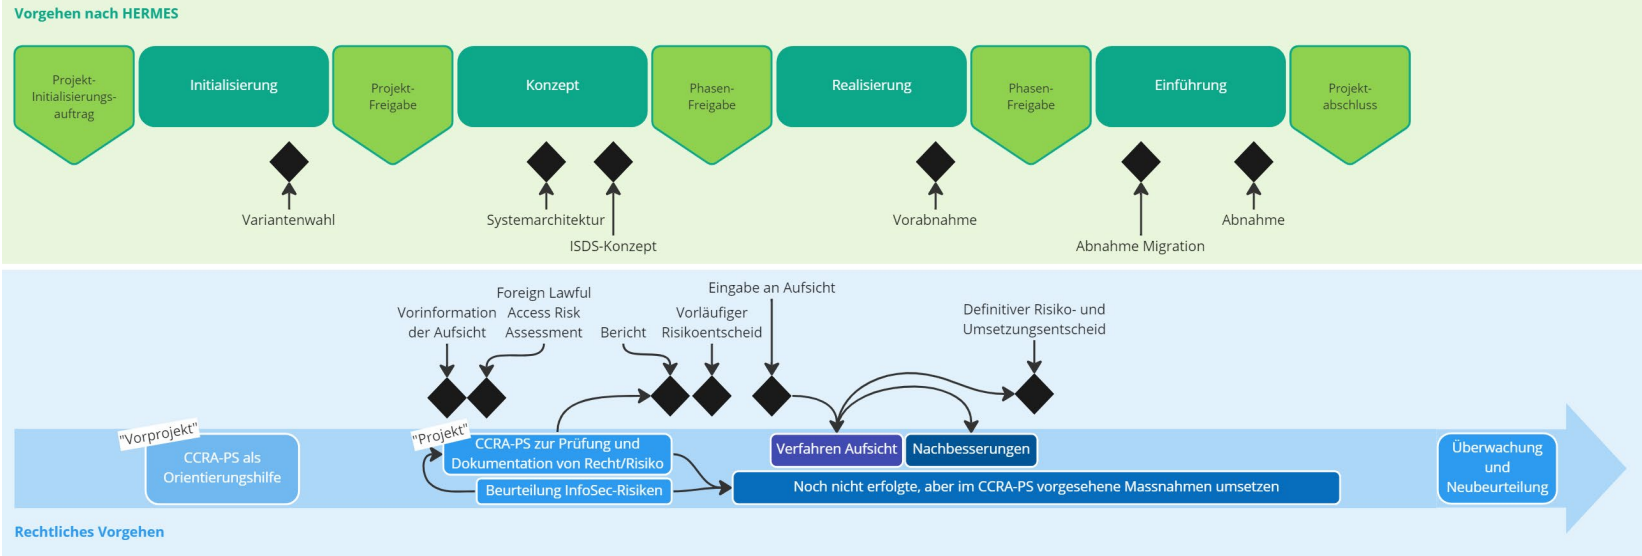 Vorgehen nach HERMES
Projekt-
Initialisierungs-
auftrag
Initialisierung
Projekt-
Freigabe
Konzept
Phasen-
Freigabe
Realisierung
Phasen-
Freigabe
Einführung
Projekt-
abschluss
Variantenwahl
Systemarchitektur
ISDS-Konzept
Vorabnahme
Abnahme Migration
Abnahme
Vorinformation
der Aufsicht
Foreign Lawful
Access Risk
Assessment
Bericht
Vorläufiger
Risikoentscheid
Eingabe an Aufsicht
Definitiver Risiko- und
Umsetzungsentscheid
"Vorprojekt"
CCRA-PS als
Orientierungshilfe
"Projekt"
CCRA-PS zur Prüfung und
Dokumentation von Recht/Risiko
Beurteilung InfoSec-Risiken
Verfahren Aufsicht
Nachbesserungen
Noch nicht erfolgte, aber im CCRA-PS vorgesehene Massnahmen umsetzen
Überwachung
und
Neubeurteilung
Rechtliches Vorgehen